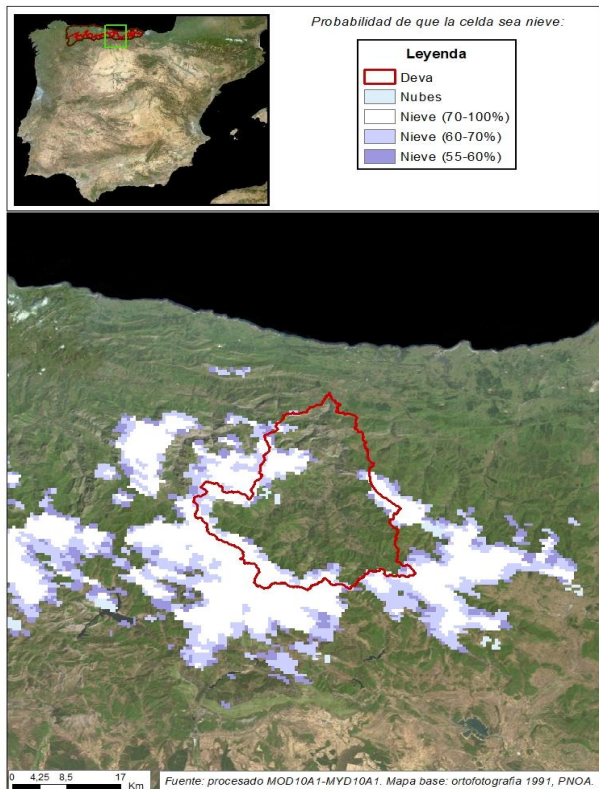 Probabilidad de que la celda sea nieve:
Leyenda
Deva
Nubes
Nieve (70-100%)
Nieve (60-70%)
Nieve (55-60%)
0 4,25 8,5 17
Km
Fuente: procesado MOD10A1-MYD10A1. Mapa base: ortofotografia 1991, PNOA.